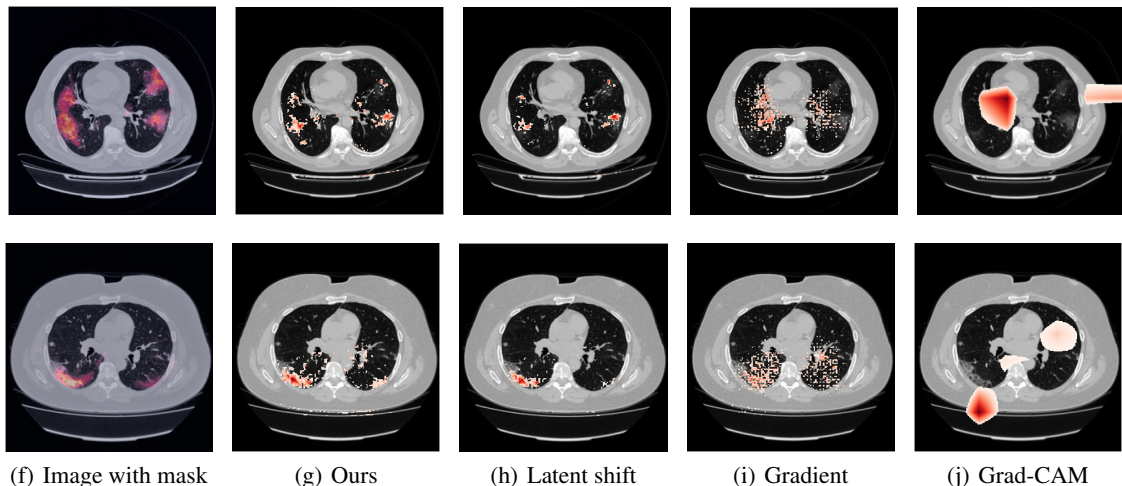 (f) Image with mask (g) Ours (h) Latent shift (i) Gradient (j) Grad-CAM